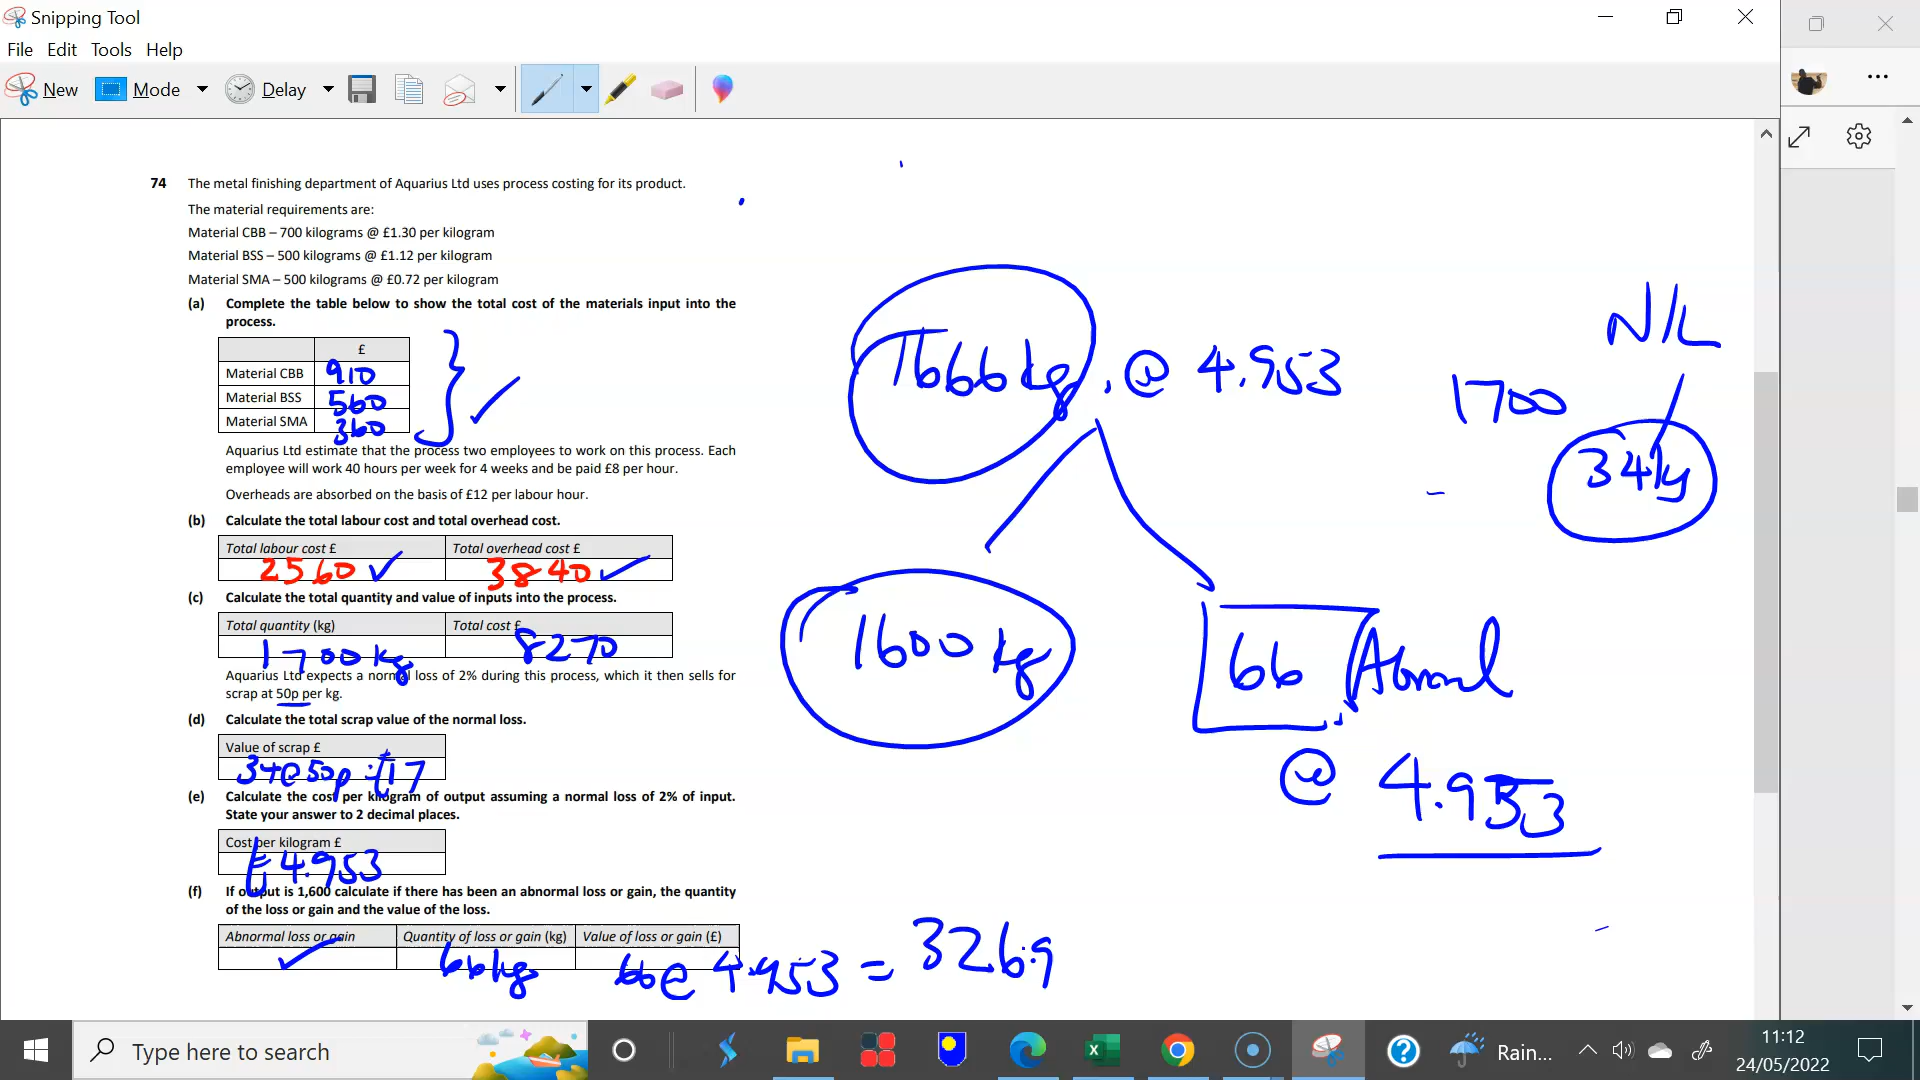 Snipping Tool
File Edit Tools Help
New Mode Delay
74 The metal finishing department of Aquarius Ltd uses process costing for its product.
The material requirements are:
Material CBB – 700 kilograms @ £1.30 per kilogram
Material BSS – 500 kilograms @ £1.12 per kilogram
Material SMA – 500 kilograms @ £0.72 per kilogram
(a) Complete the table below to show the total cost of the materials input into the
process.
£
Material CBB 910
Material BSS 560
Material SMA 360
Aquarius Ltd estimate that the process two employees to work on this process. Each
employee will work 40 hours per week for 4 weeks and be paid £8 per hour.
Overheads are absorbed on the basis of £12 per labour hour.
(b) Calculate the total labour cost and total overhead cost.
Total labour cost £ Total overhead cost £
2560 3840
(c) Calculate the total quantity and value of inputs into the process.
Total quantity (kg) Total cost £
1700 kg 8270
Aquarius Ltd expects a normal loss of 2% during this process, which it then sells for
scrap at 50p per kg.
(d) Calculate the total scrap value of the normal loss.
Value of scrap £
34@50p £17
(e) Calculate the cost per kilogram of output assuming a normal loss of 2% of input.
State your answer to 2 decimal places.
Cost per kilogram £
£4.953
(f) If output is 1,600 calculate if there has been an abnormal loss or gain, the quantity
of the loss or gain and the value of the loss.
Abnormal loss or gain Quantity of loss or gain (kg) Value of loss or gain (£)
66kg 66@ 4.953 = 326.9
1666kg @ 4.953
N/L
1700
34kg
1600 kg
66
@ 4.953
Type here to search
Rain...
11:12
24/05/2022